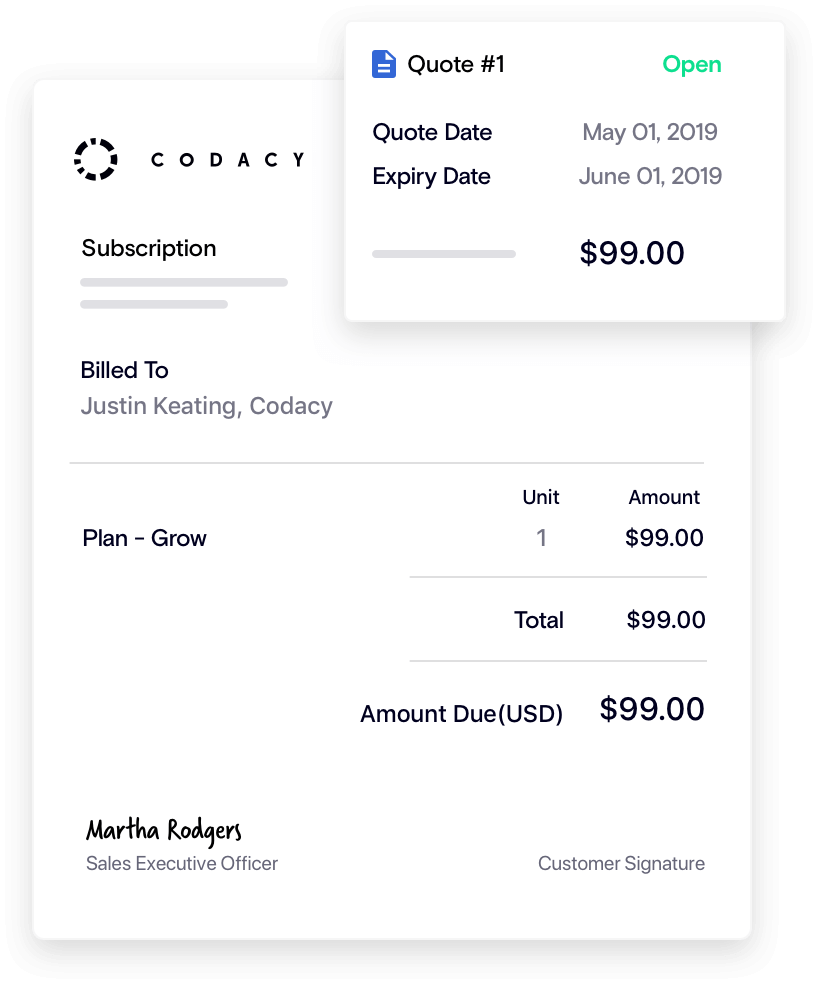 Quote #1 Open
Quote Date May 01, 2019
Expiry Date June 01, 2019
$99.00
CODACY
Subscription
Billed To
Justin Keating, Codacy
Unit Amount
Plan - Grow 1 $99.00
Total $99.00
Amount Due(USD) $99.00
Martha Rodgers
Sales Executive Officer Customer Signature